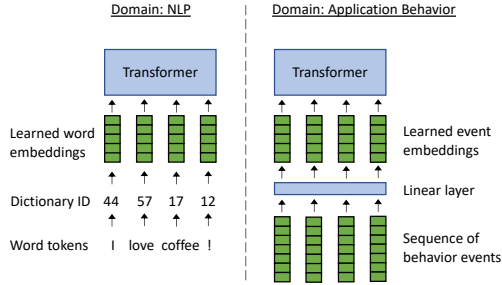 Domain: NLP
Transformer
Learned word
embeddings
Dictionary ID 44 57 17 12
Word tokens I love coffee !
Domain: Application Behavior
Transformer
Learned event
embeddings
Linear layer
Sequence of
behavior events